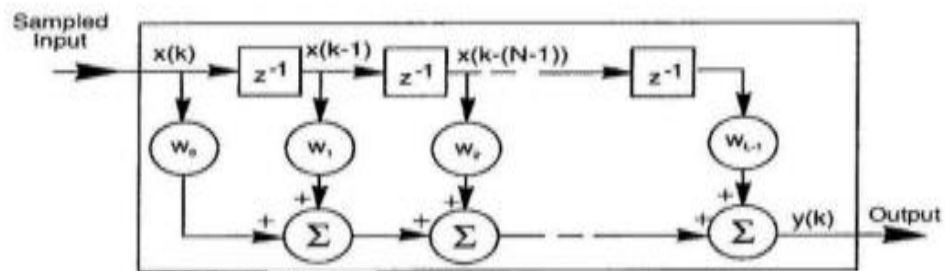 Sampled
Input
x(k)
z⁻¹
x(k-1)
z⁻¹
x(k-(N-1))
z⁻¹
w₀
w₁
w₂
w_L-1
+
+
Σ
+
+
Σ
+
+
Σ
y(k)
Output